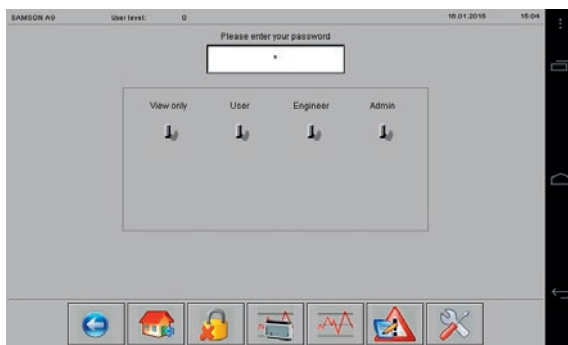 SAMSON AG User level: 0 16.01.2015 15:04
Please enter your password
*
View only User Engineer Admin